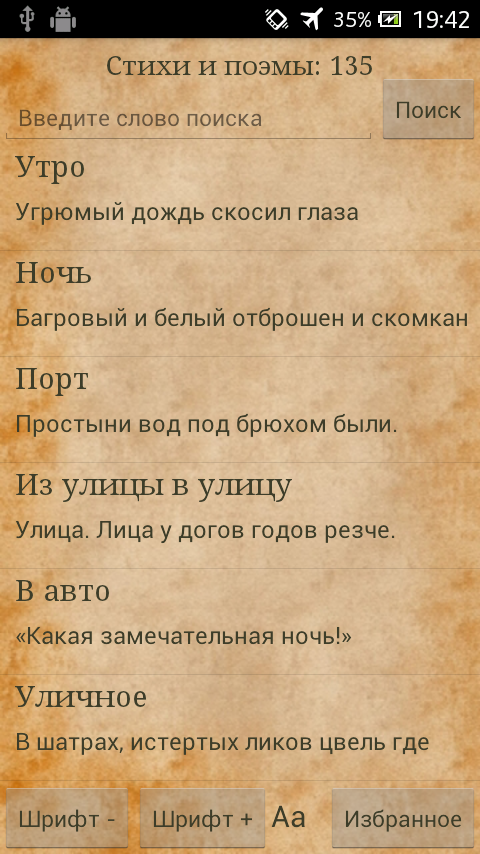 35% 19:42
Стихи и поэмы: 135
Введите слово поиска
Поиск
Утро
Угрюмый дождь скосил глаза
Ночь
Багровый и белый отброшен и скомкан
Порт
Простыни вод под брюхом были.
Из улицы в улицу
Улица. Лица у догов годов резче.
В авто
«Какая замечательная ночь!»
Уличное
В шатрах, истертых ликов цвель где
Шрифт - Шрифт + Aa Избранное